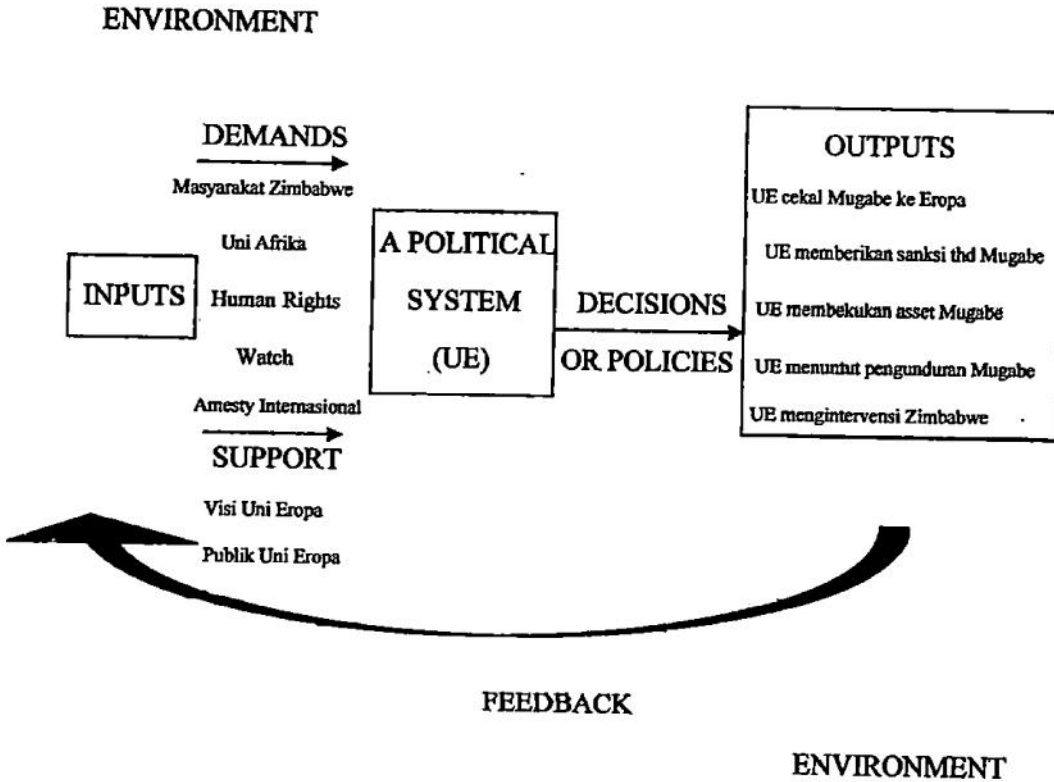 ENVIRONMENT
DEMANDS
Masyarakat Zimbabwe
Uni Afrika
INPUTS
Human Rights
Watch
Amesty Internasional
SUPPORT
Visi Uni Eropa
Publik Uni Eropa
A POLITICAL
SYSTEM
(UE)
DECISIONS
OR POLICIES
OUTPUTS
UE cekal Mugabe ke Eropa
UE memberikan sanksi thd Mugabe
UE membekukan asset Mugabe
UE menuntut pengunduran Mugabe
UE mengintervensi Zimbabwe
FEEDBACK
ENVIRONMENT